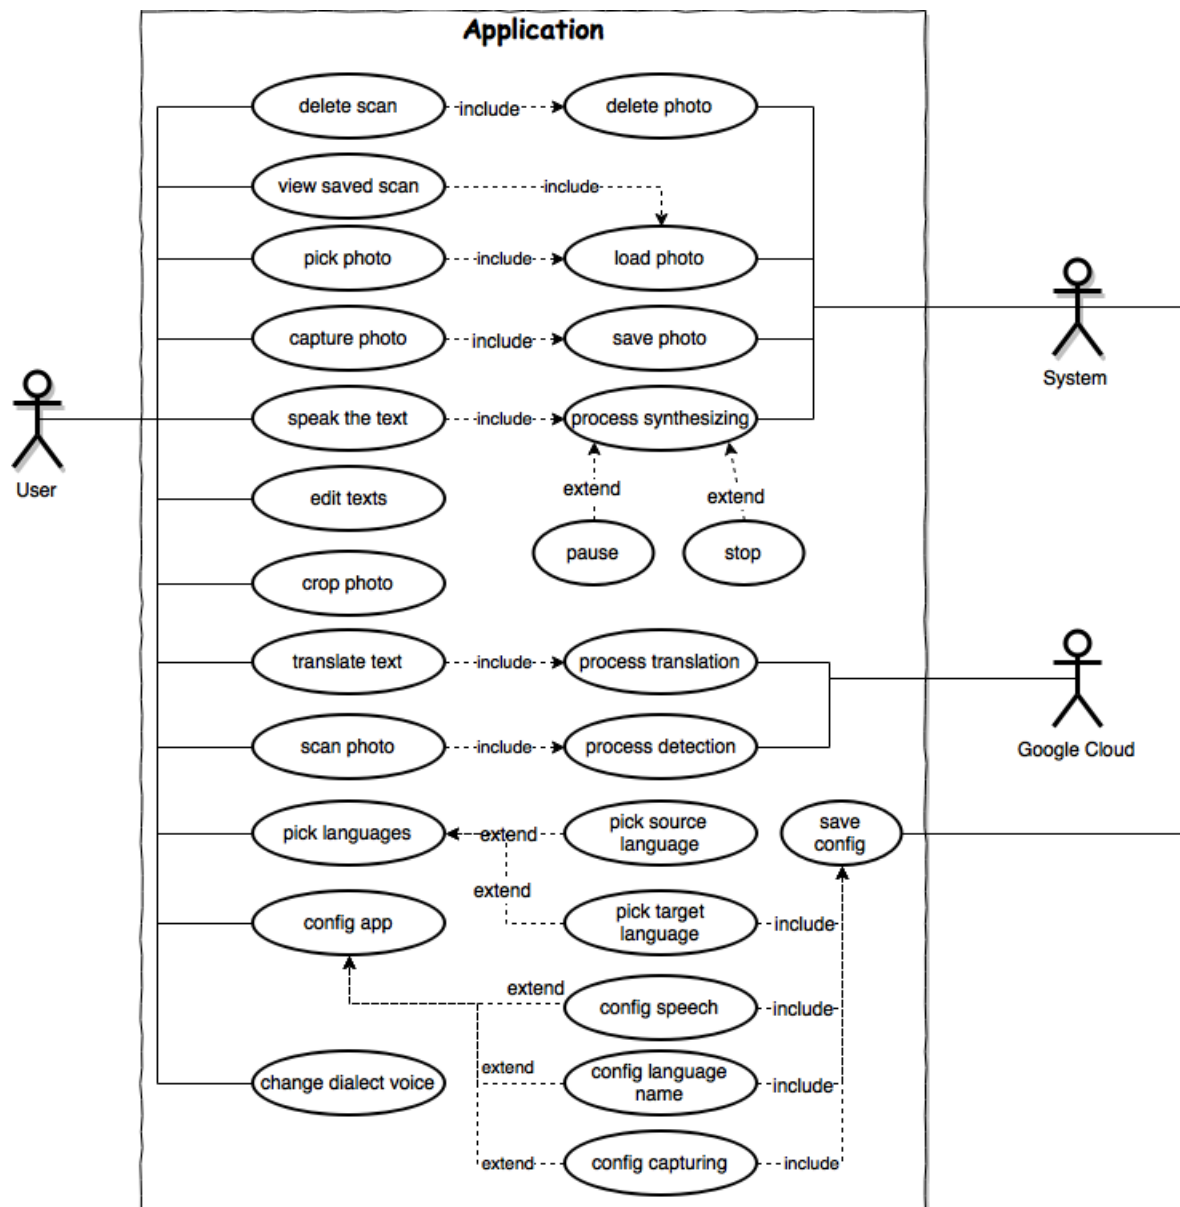 Application
delete scan
include
delete photo
view saved scan
include
pick photo
include
load photo
capture photo
include
save photo
System
speak the text
include
process synthesizing
User
edit texts
extend
extend
pause
stop
crop photo
translate text
include
process translation
scan photo
include
process detection
Google Cloud
pick languages
extend
pick source
language
save
config
extend
config app
pick target
language
include
extend
config speech
include
extend
change dialect voice
config language
name
include
extend
config capturing
include